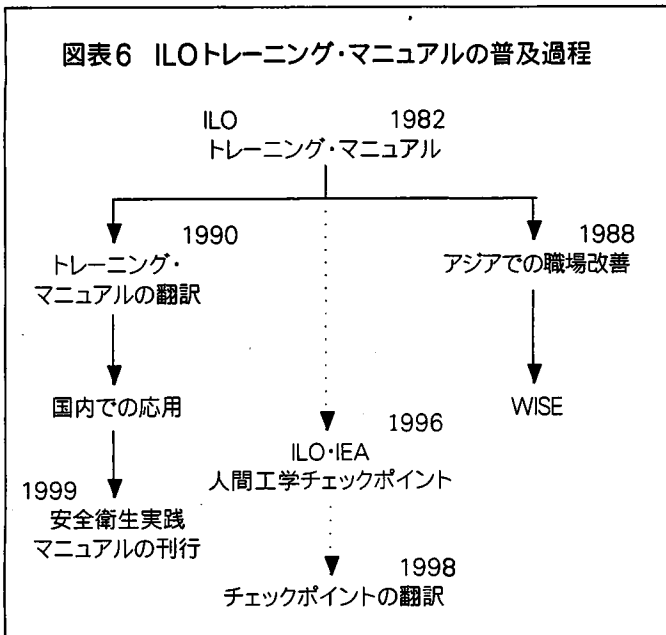 図表6 ILOトレーニング・マニュアルの普及過程
ILO 1982
トレーニング・マニュアル
1990
トレーニング・
マニュアルの翻訳
1988
アジアでの職場改善
国内での応用
WISE
1996
ILO・IEA
人間工学チェックポイント
1999
安全衛生実践
マニュアルの刊行
1998
チェックポイントの翻訳